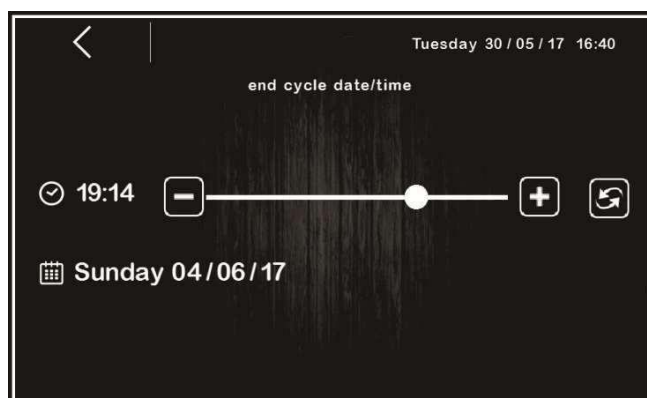 Tuesday 30 / 05 / 17 16:40
end cycle date/time
19:14
Sunday 04 / 06 / 17